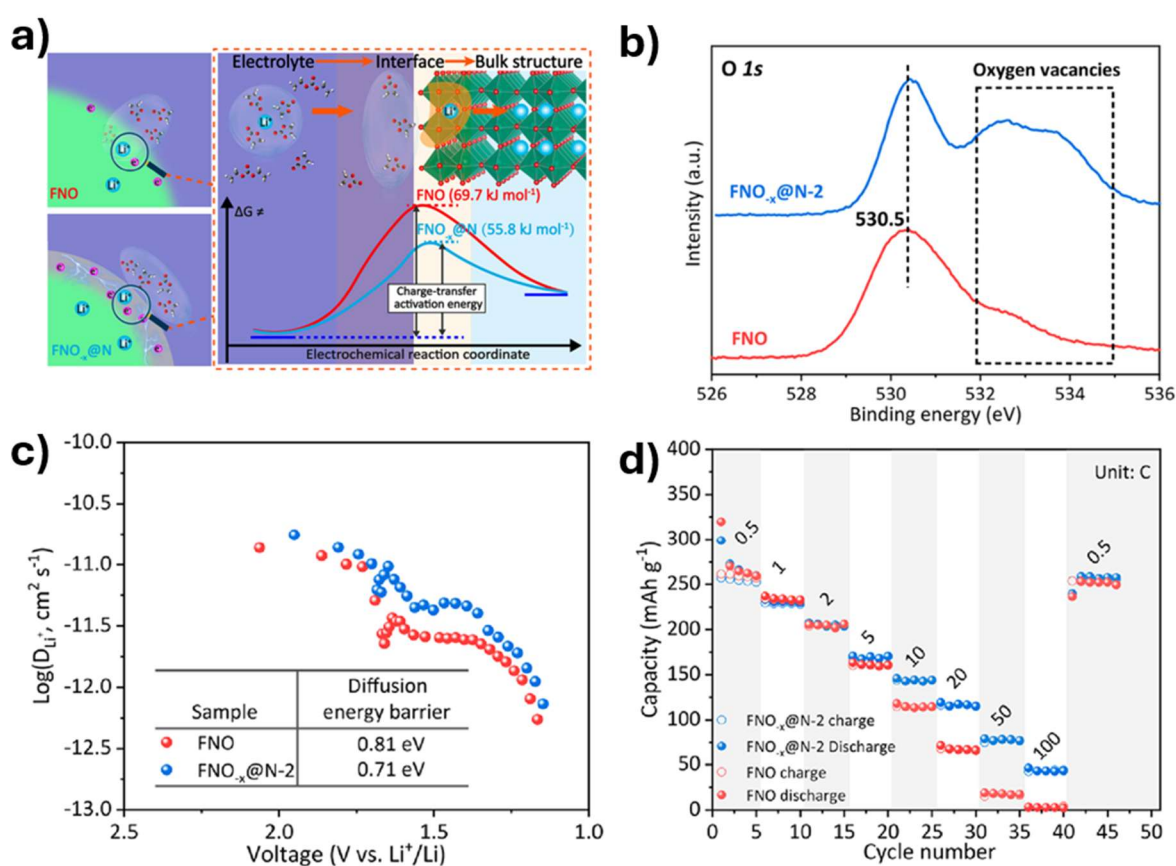 a)
Electrolyte
Interface
Bulk structure
Li⁺
Li⁺
Li⁺
Li⁺
FNO
FNO (69.7 kJ mol⁻¹)
ΔG ≠
FNO₋ₓ@N (55.8 kJ mol⁻¹)
Li⁺
Li⁺
Charge-transfer
activation energy
FNO₋ₓ@N
Electrochemical reaction coordinate
b)
O 1s
Oxygen vacancies
FNO₋ₓ@N-2
530.5
FNO
Intensity (a.u.)
526 528 530 532 534 536
Binding energy (eV)
c)
-10.0
-10.5
-11.0
-11.5
-12.0
-12.5
-13.0
Log(D_Li⁺, cm² s⁻¹)
Diffusion
Sample energy barrier
FNO 0.81 eV
FNO₋ₓ@N-2 0.71 eV
2.5 2.0 1.5 1.0
Voltage (V vs. Li⁺/Li)
d)
Unit: C
400
350
300
250
200
150
100
50
0
Capacity (mAh g⁻¹)
0.5
1
2
5
10
20
50
100
0.5
FNO₋ₓ@N-2 charge
FNO₋ₓ@N-2 Discharge
FNO charge
FNO discharge
0 5 10 15 20 25 30 35 40 45 50
Cycle number